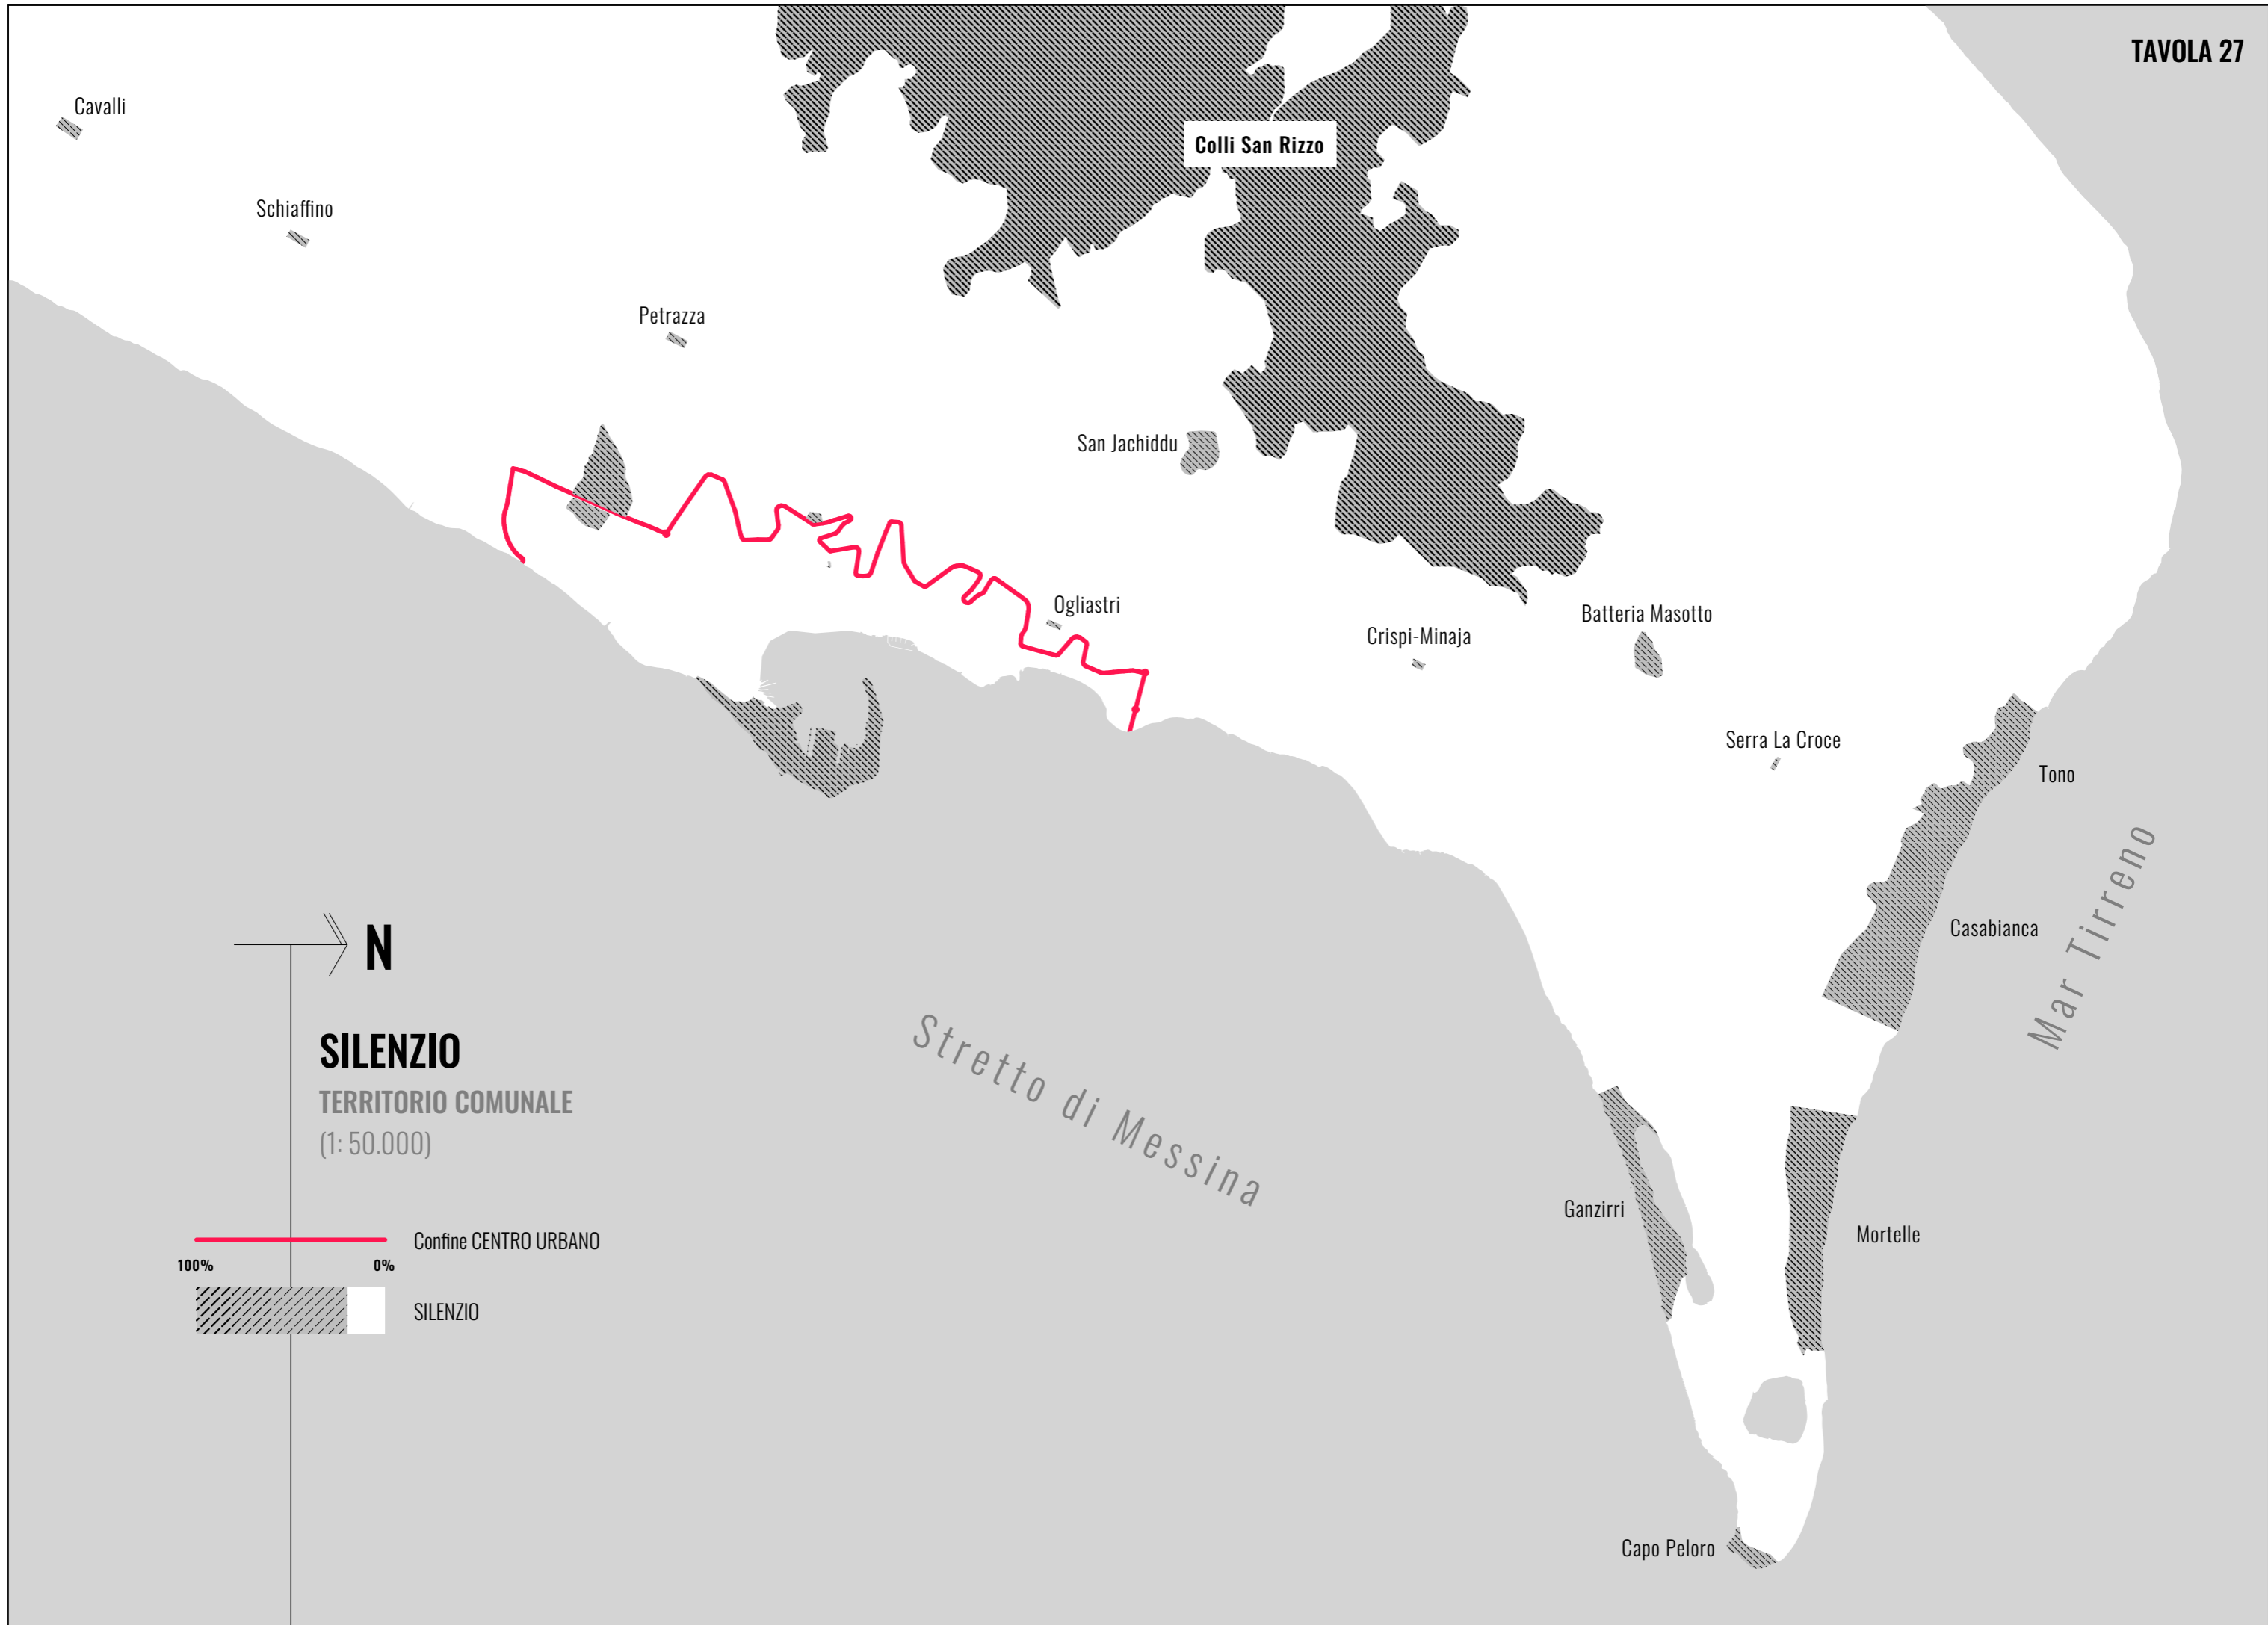 TAVOLA 27
Cavalli
Colli San Rizzo
Schiaffino
Petrazza
San Jachiddu
Ogliastri
Batteria Masotto
Crispi-Minaja
Serra La Croce
Tono
Casabianca
Mar Tirreno
N
Stretto di Messina
SILENZIO
TERRITORIO COMUNALE
(1: 50.000)
Ganzirri
Mortelle
Confine CENTRO URBANO
100% 0%
SILENZIO
Capo Peloro